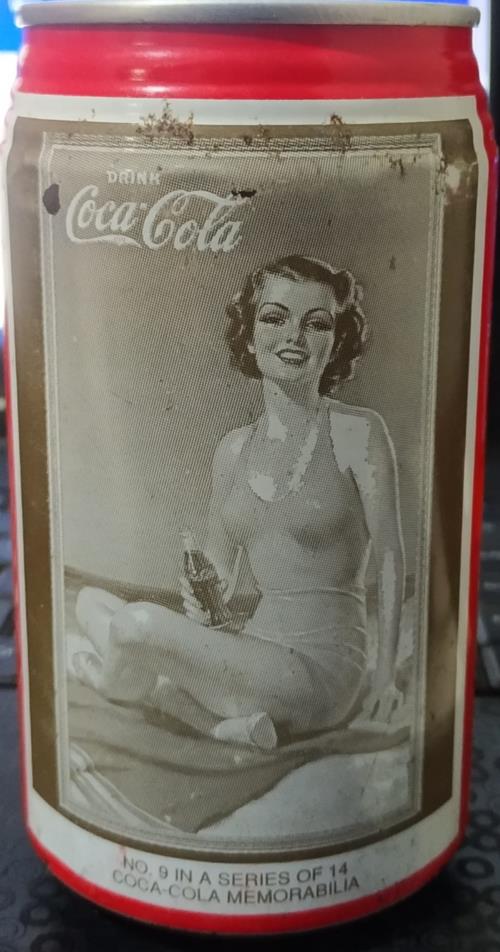 DRINK
Coca-Cola
NO. 9 IN A SERIES OF 14
COCA-COLA MEMORABILIA